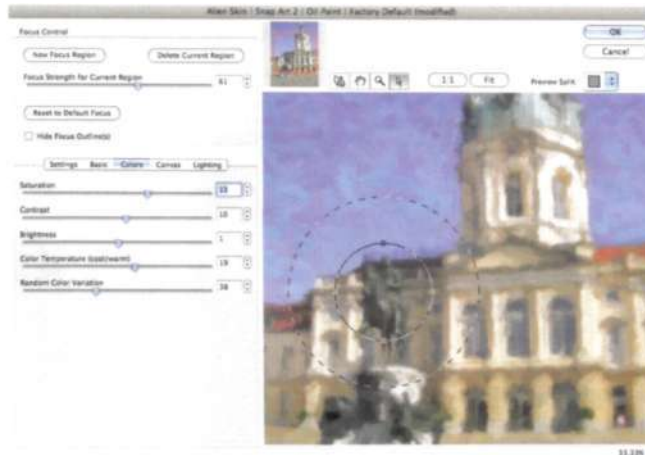 Alien Skin | Snap Art 2 | Oil Paint | Factory Default (modified)
Focus Control
New Focus Region
Delete Current Region
Focus Strength for Current Region
61
Reset to Default Focus
Hide Focus Outline(s)
Settings Basic Colors Canvas Lighting
Saturation
Contrast
10
Brightness
1
Color Temperature (cool/warm)
19
Random Color Variation
38
1:1
Fit
Preview Split:
OK
Cancel